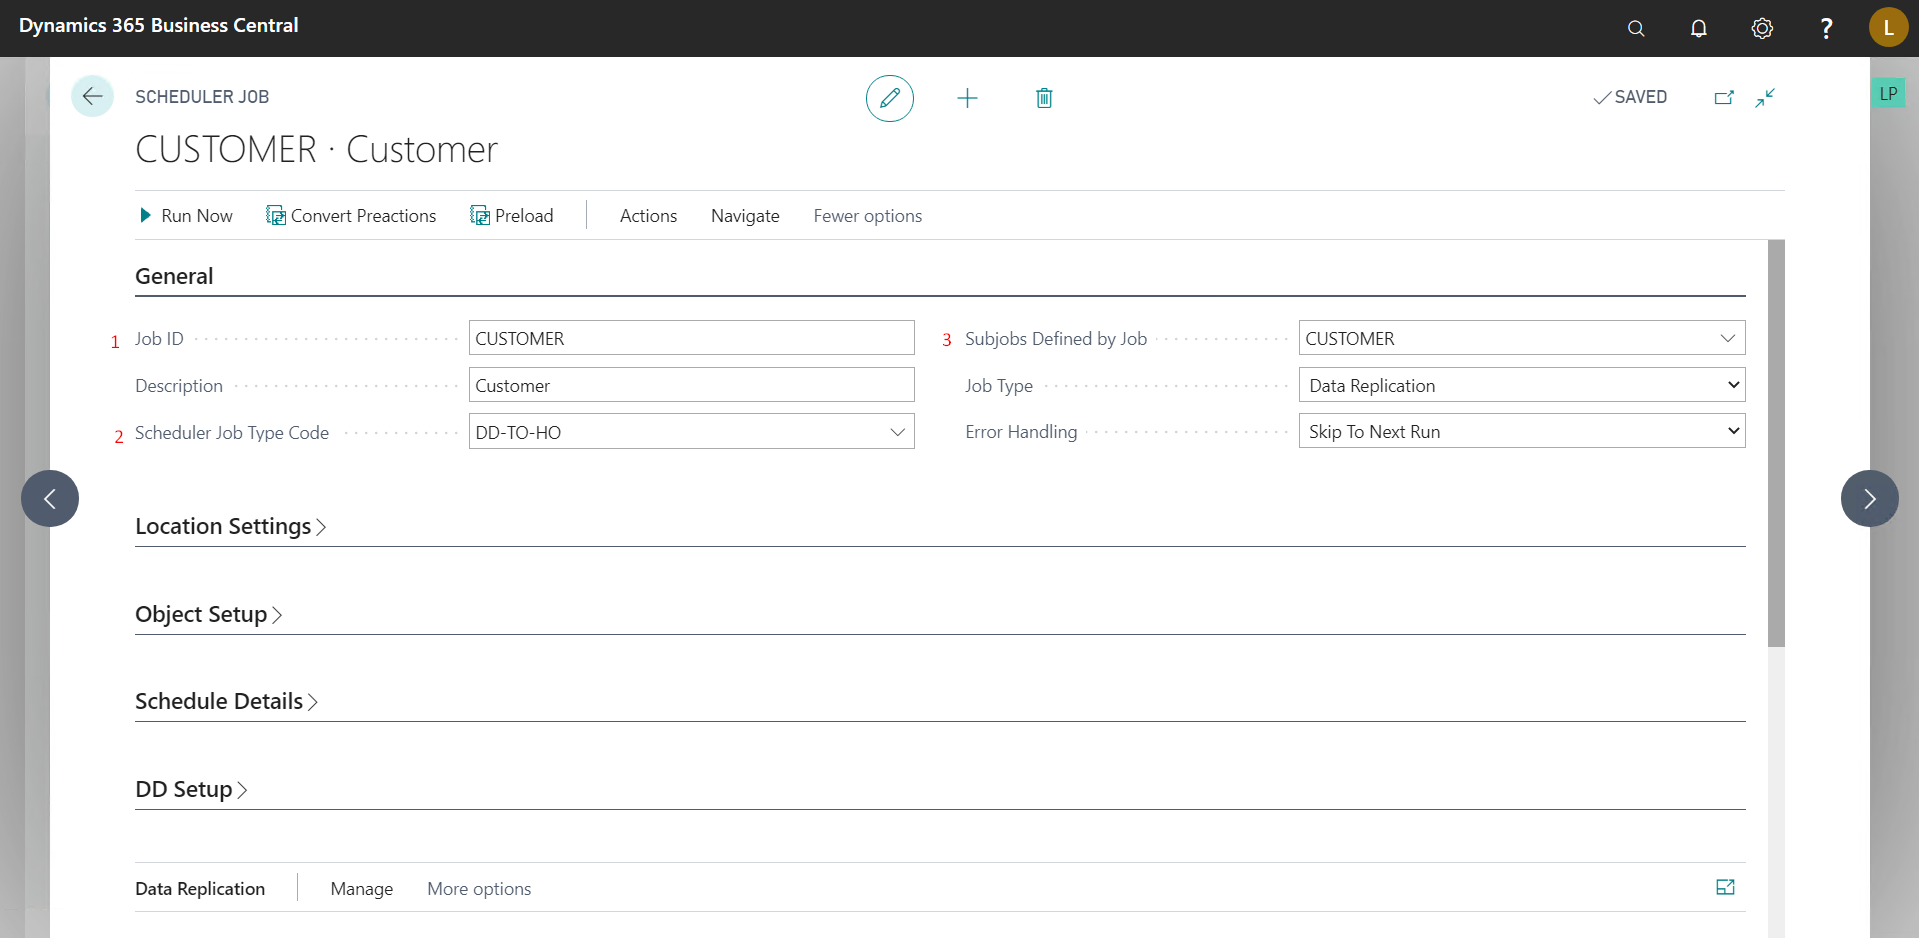 Dynamics 365 Business Central
?
L
SCHEDULER JOB
SAVED
LP
CUSTOMER · Customer
Run Now Convert Preactions Preload Actions Navigate Fewer options
General
1 Job ID CUSTOMER
Description Customer
2 Scheduler Job Type Code DD-TO-HO
3 Subjobs Defined by Job CUSTOMER
Job Type Data Replication
Error Handling Skip To Next Run
Location Settings
Object Setup
Schedule Details
DD Setup
Data Replication Manage More options